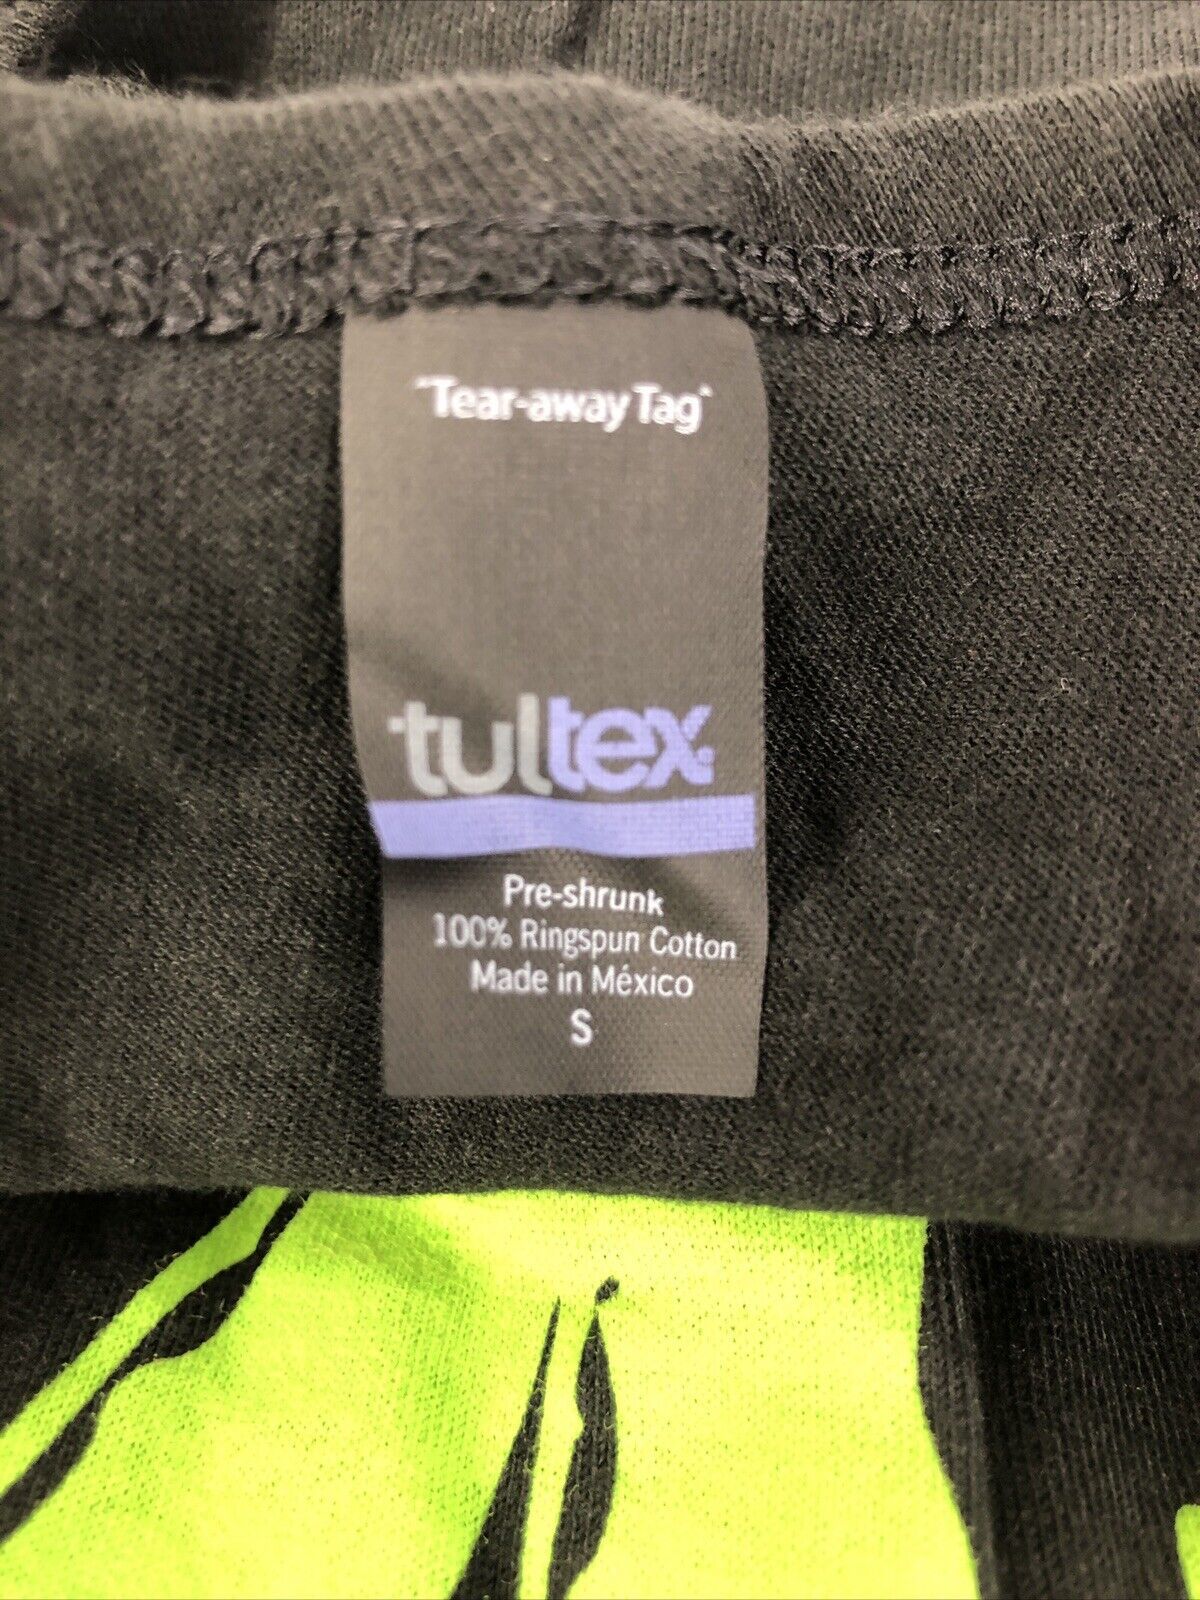 "Tear-away Tag"
tultex
Pre-shrunk
100% Ringspun Cotton
Made in México
S